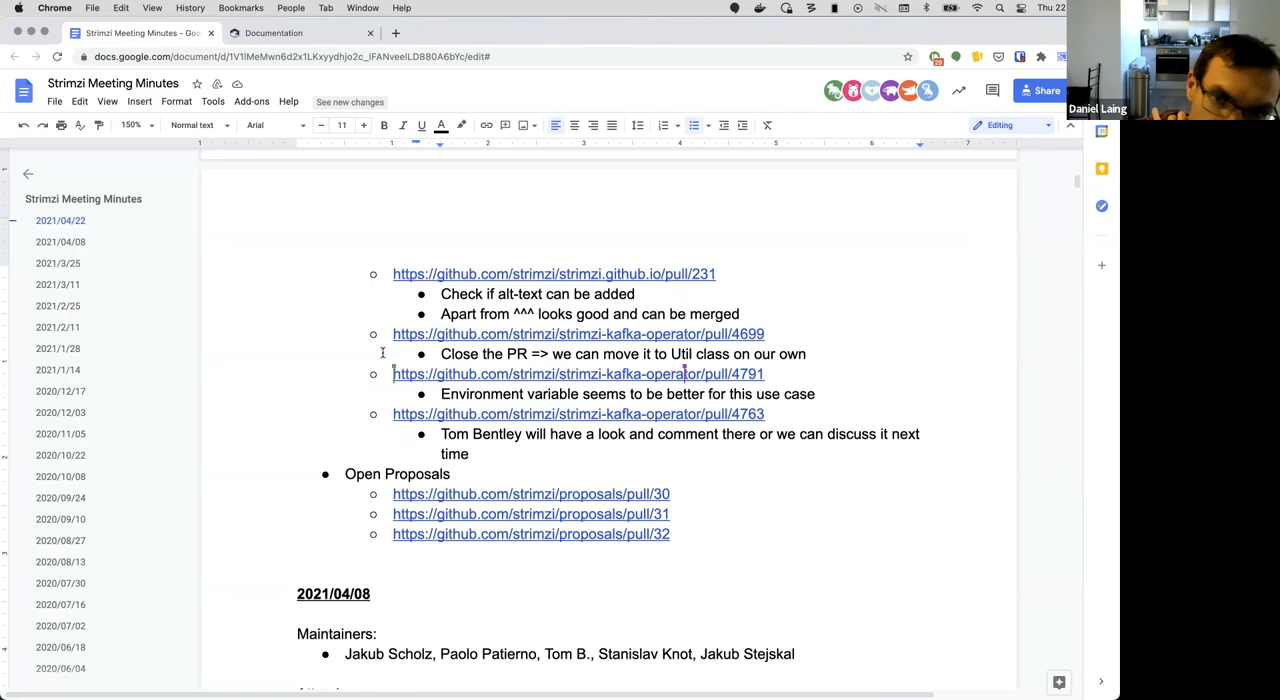 Chrome File Edit View History Bookmarks People Tab Window Help Thu 22
Strimzi Meeting Minutes - Goo Documentation
docs.google.com/document/d/1V1lMeMwn6d2x1LKxyydhjo2c_lFANveelLD880A6bYc/edit#
29
Strimzi Meeting Minutes
File Edit View Insert Format Tools Add-ons Help See new changes
Share
Daniel Laing
150% Normal text Arial 11 Editing
1 1 2 3 4 5 6 7
Strimzi Meeting Minutes
2021/04/22
2021/04/08
2021/3/25
2021/3/11
2021/2/25
2021/2/11
2021/1/28
2021/1/14
2020/12/17
2020/12/03
2020/11/05
2020/10/22
2020/10/08
2020/09/24
2020/09/10
2020/08/27
2020/08/13
2020/07/30
2020/07/16
2020/07/02
2020/06/18
2020/06/04
https://github.com/strimzi/strimzi.github.io/pull/231
Check if alt-text can be added
Apart from ^^^ looks good and can be merged
https://github.com/strimzi/strimzi-kafka-operator/pull/4699
Close the PR => we can move it to Util class on our own
https://github.com/strimzi/strimzi-kafka-operator/pull/4791
Environment variable seems to be better for this use case
https://github.com/strimzi/strimzi-kafka-operator/pull/4763
Tom Bentley will have a look and comment there or we can discuss it next
time
Open Proposals
https://github.com/strimzi/proposals/pull/30
https://github.com/strimzi/proposals/pull/31
https://github.com/strimzi/proposals/pull/32
2021/04/08
Maintainers:
Jakub Scholz, Paolo Patierno, Tom B., Stanislav Knot, Jakub Stejskal